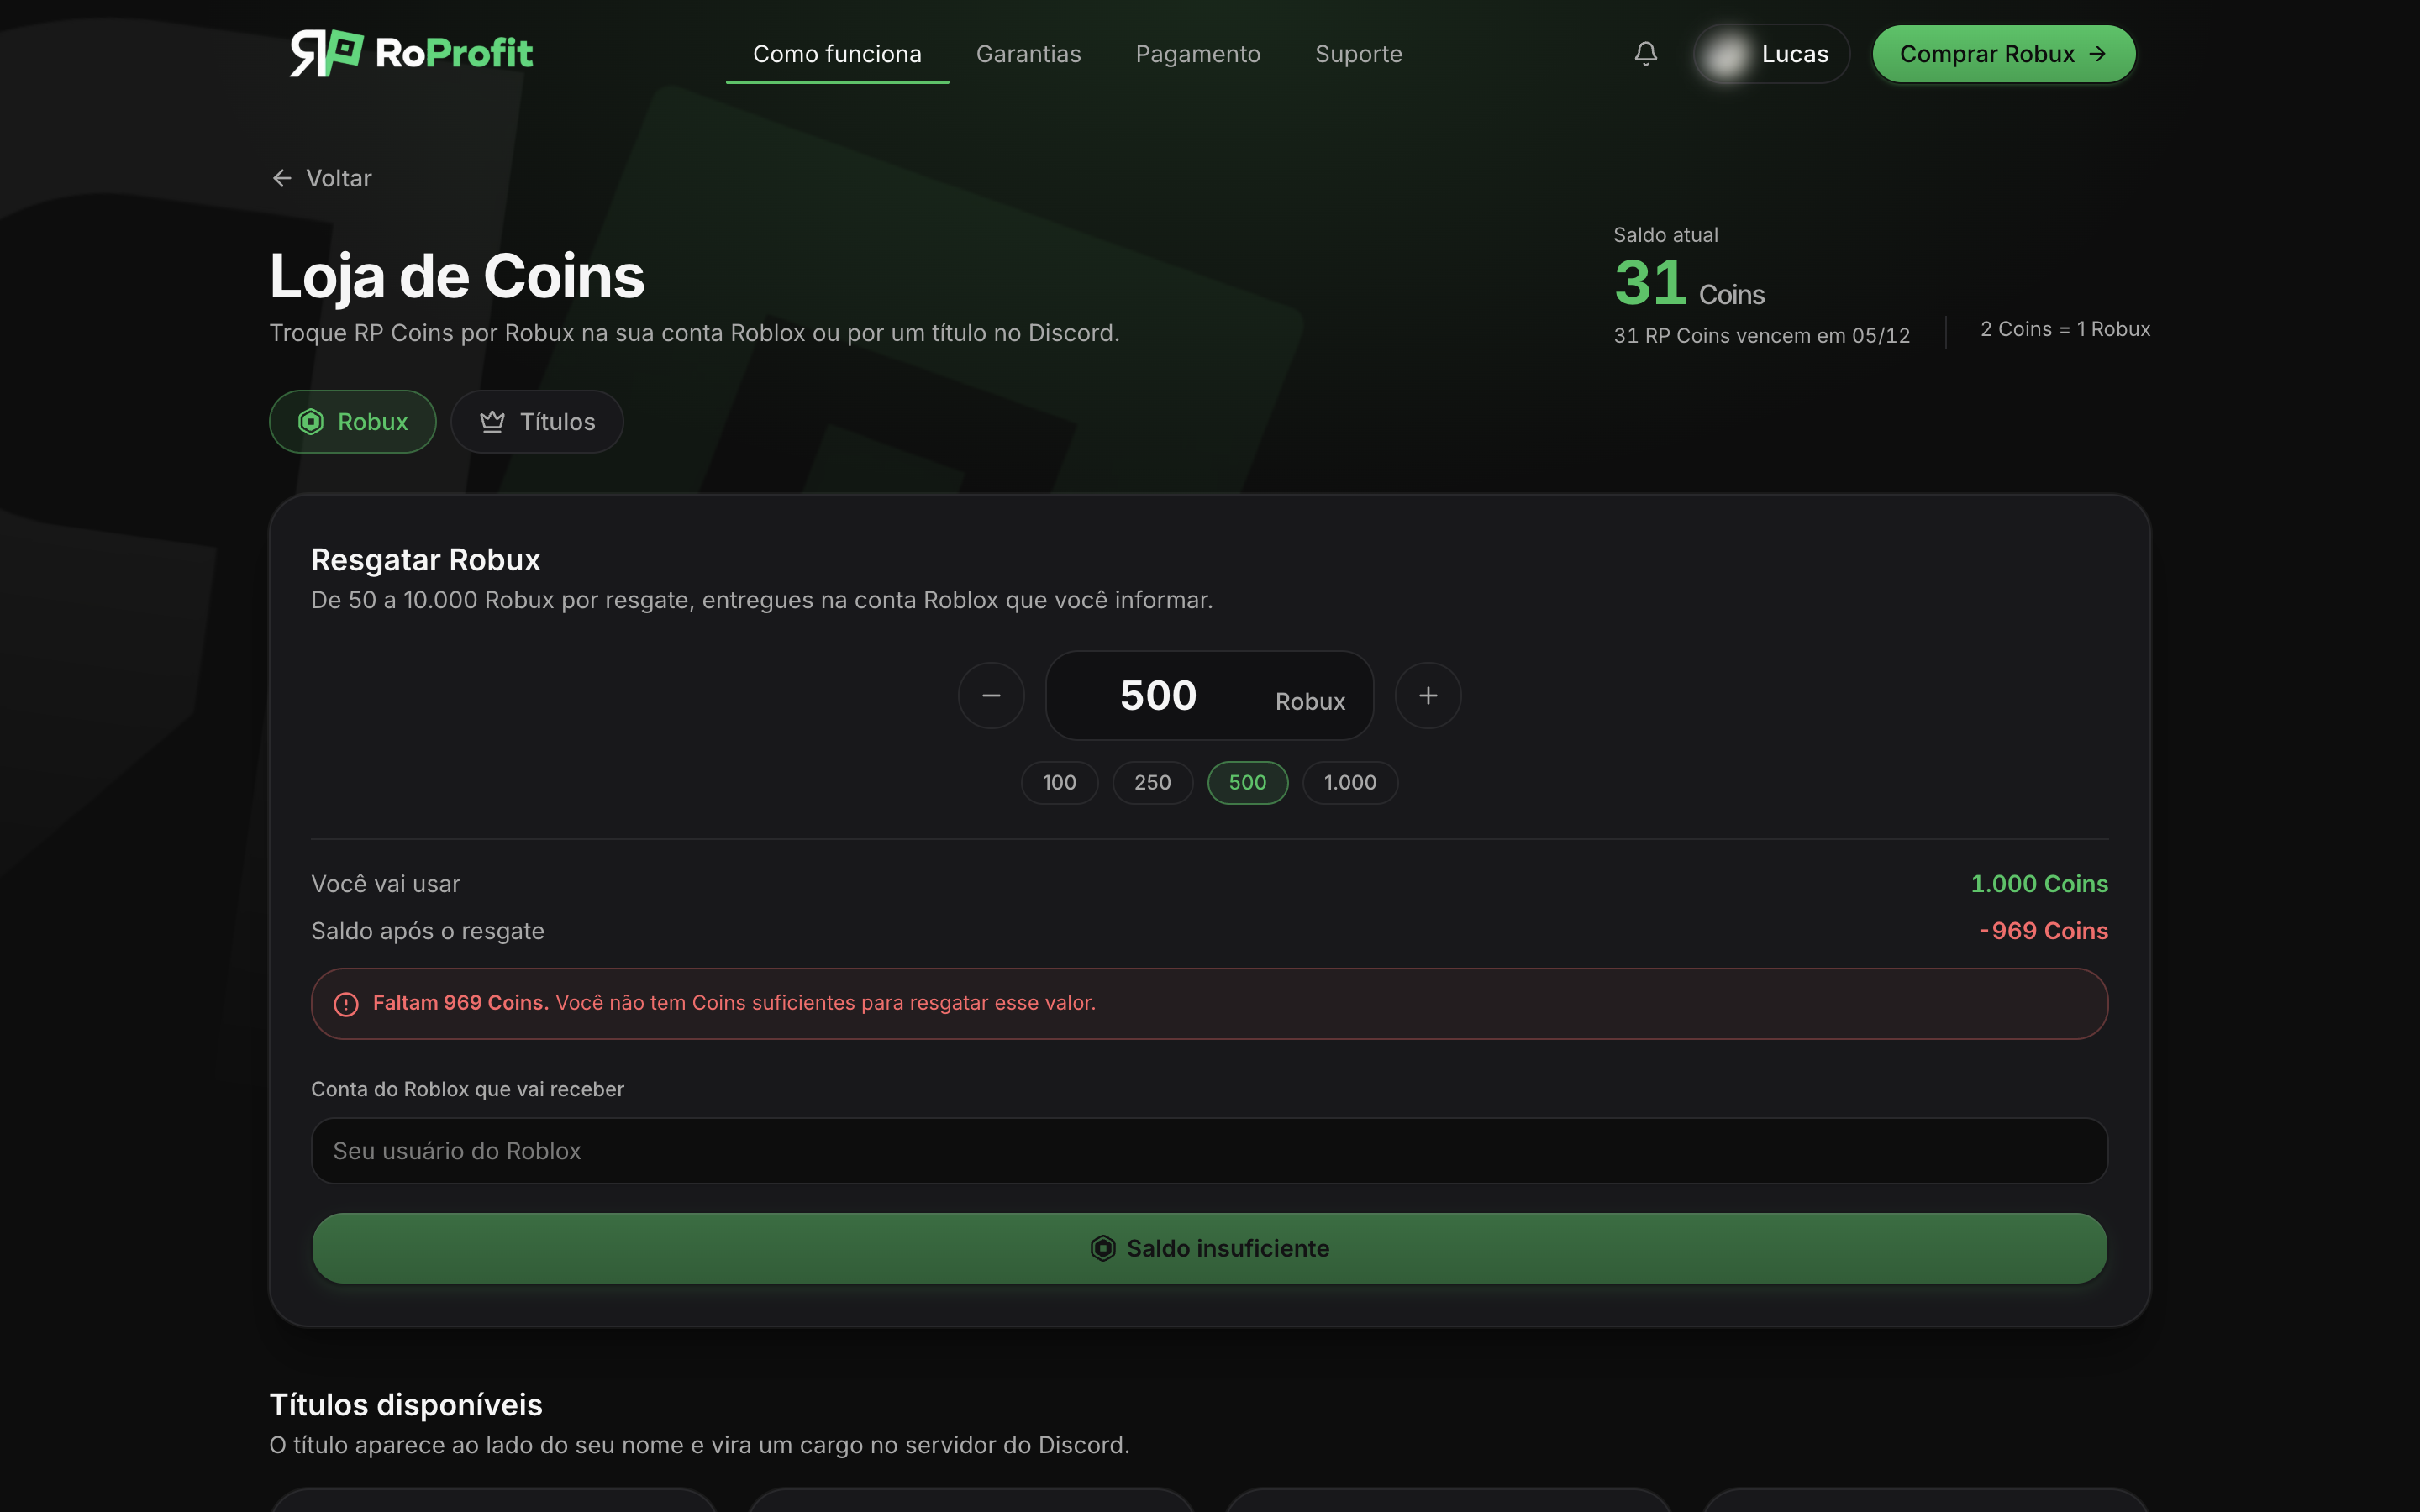 RoProfit
Como funciona
Garantias
Pagamento
Suporte
Lucas
Comprar Robux
Voltar
Loja de Coins
Troque RP Coins por Robux na sua conta Roblox ou por um título no Discord.
Saldo atual
31 Coins
31 RP Coins vencem em 05/12
2 Coins = 1 Robux
Robux
Títulos
Resgatar Robux
De 50 a 10.000 Robux por resgate, entregues na conta Roblox que você informar.
500 Robux
100
250
500
1.000
Você vai usar
1.000 Coins
Saldo após o resgate
-969 Coins
Faltam 969 Coins. Você não tem Coins suficientes para resgatar esse valor.
Conta do Roblox que vai receber
Seu usuário do Roblox
Saldo insuficiente
Títulos disponíveis
O título aparece ao lado do seu nome e vira um cargo no servidor do Discord.